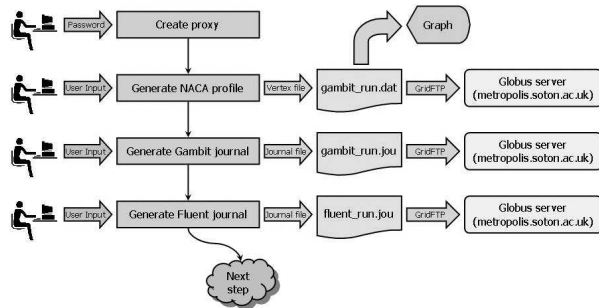 Password
Create proxy
Graph
User Input
Generate NACA profile
Vertex file
gambit_run.dat
GridFTP
Globus server
(metropolis.soton.ac.uk)
User Input
Generate Gambit journal
Journal file
gambit_run.jou
GridFTP
Globus server
(metropolis.soton.ac.uk)
User Input
Generate Fluent journal
Journal file
fluent_run.jou
GridFTP
Globus server
(metropolis.soton.ac.uk)
Next
step